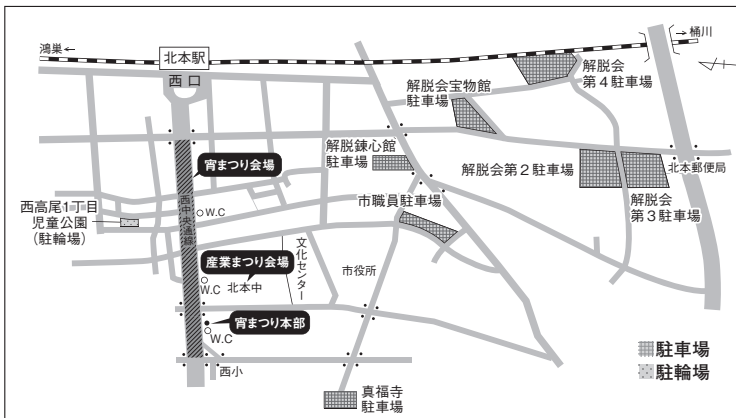 鴻巣←
北本駅
西口
→桶川
解脱会
第4駐車場
解脱会宝物館
駐車場
解脱錬心館
駐車場
解脱会第2駐車場
北本郵便局
解脱会
第3駐車場
宵まつり会場
西中央通線
W.C
西高尾1丁目
児童公園
（駐輪場）
市職員駐車場
文化センター
産業まつり会場
W.C
北本中
市役所
宵まつり本部
W.C
西小
真福寺
駐車場
駐車場
駐輪場